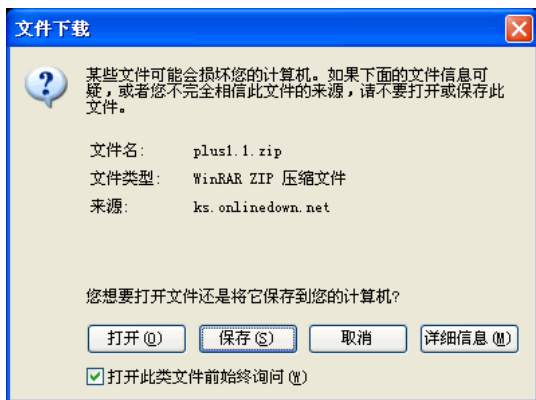 文件下载
某些文件可能会损坏您的计算机。如果下面的文件信息可
疑，或者您不完全相信此文件的来源，请不要打开或保存此
文件。
文件名: plus1.1.zip
文件类型: WinRAR ZIP 压缩文件
来源: ks.onlinedown.net
您想要打开文件还是将它保存到您的计算机?
打开(O) 保存(S) 取消 详细信息(M)
打开此类文件前始终询问(W)